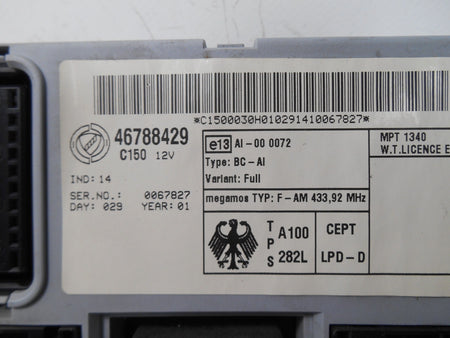 *C1500030H010291410067827*
46788429
C150 12V
IND: 14
SER.NO.: 0067827
DAY: 029 YEAR: 01
e13 AI-00 0072
Type: BC-AI
Variant: Full
megamos TYP: F-AM 433,92 MHz
TPS A100 282L
CEPT
LPD-D
MPT 1340
W.T.LICENCE E